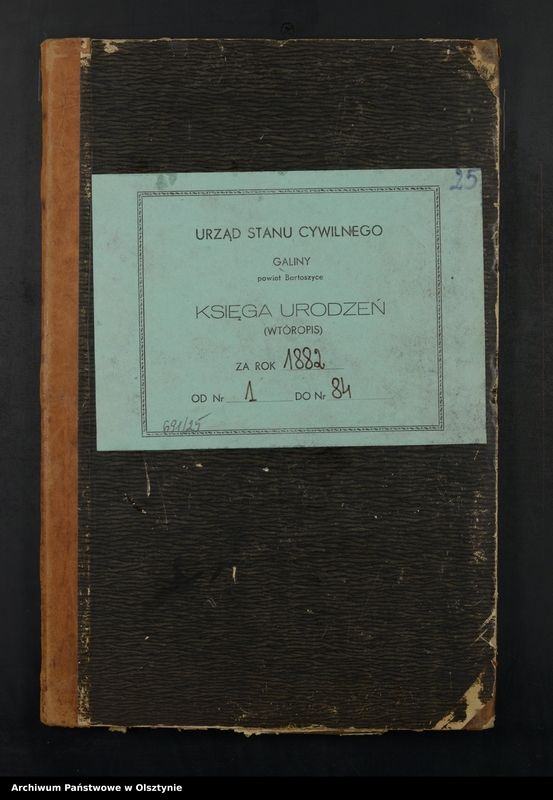 25
URZĄD STANU CYWILNEGO
GALINY
powiat Bartoszyce
KSIĘGA URODZEŃ
(WTÓROPIS)
ZA ROK 1882
OD Nr 1 DO Nr 84
691/25
Archiwum Państwowe w Olsztynie